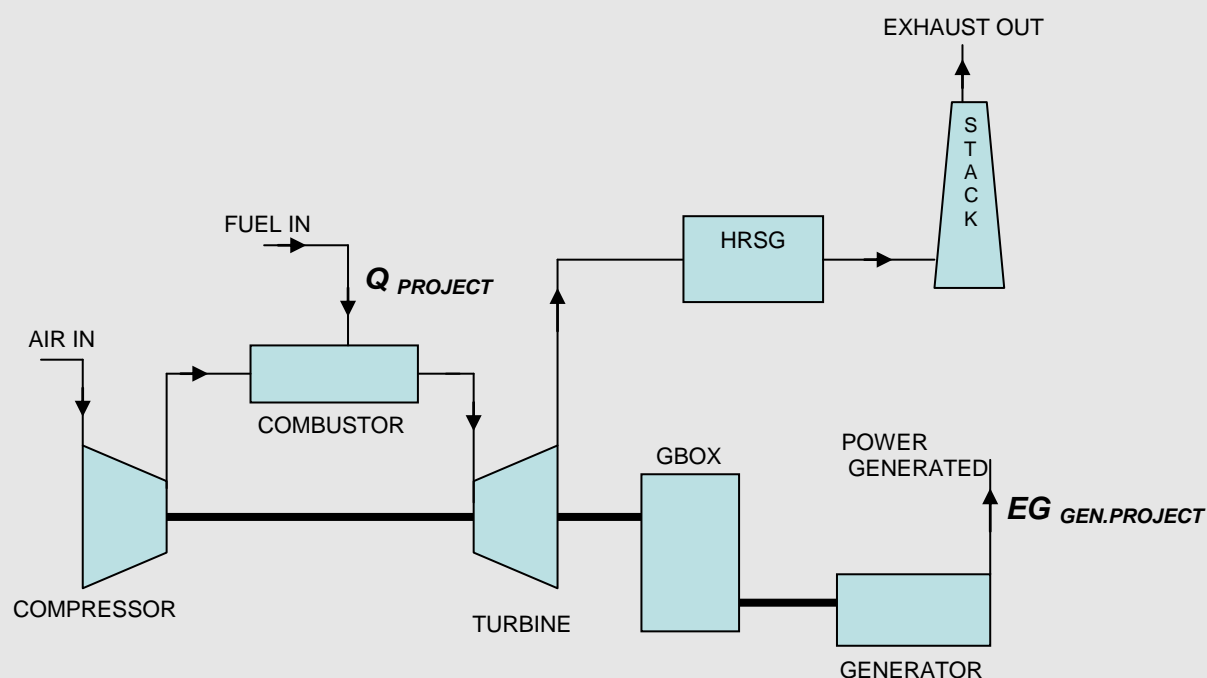 EXHAUST OUT
S
T
A
C
K
FUEL IN
HRSG
Q PROJECT
AIR IN
COMBUSTOR
GBOX
POWER
GENERATED
EG GEN.PROJECT
COMPRESSOR
TURBINE
GENERATOR